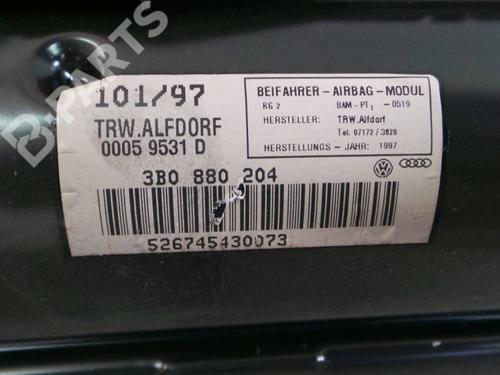 B-PARTS
101/97
TRW.ALFDORF
0005 9531 D
BEIFAHRER - AIRBAG - MODUL
RG 2 BAM-PT1 -0519
HERSTELLER: TRW.Alfdorf
Tel. 07172 / 3020
HERSTELLUNGS - JAHR: 1997
3B0 880 204
526745430073